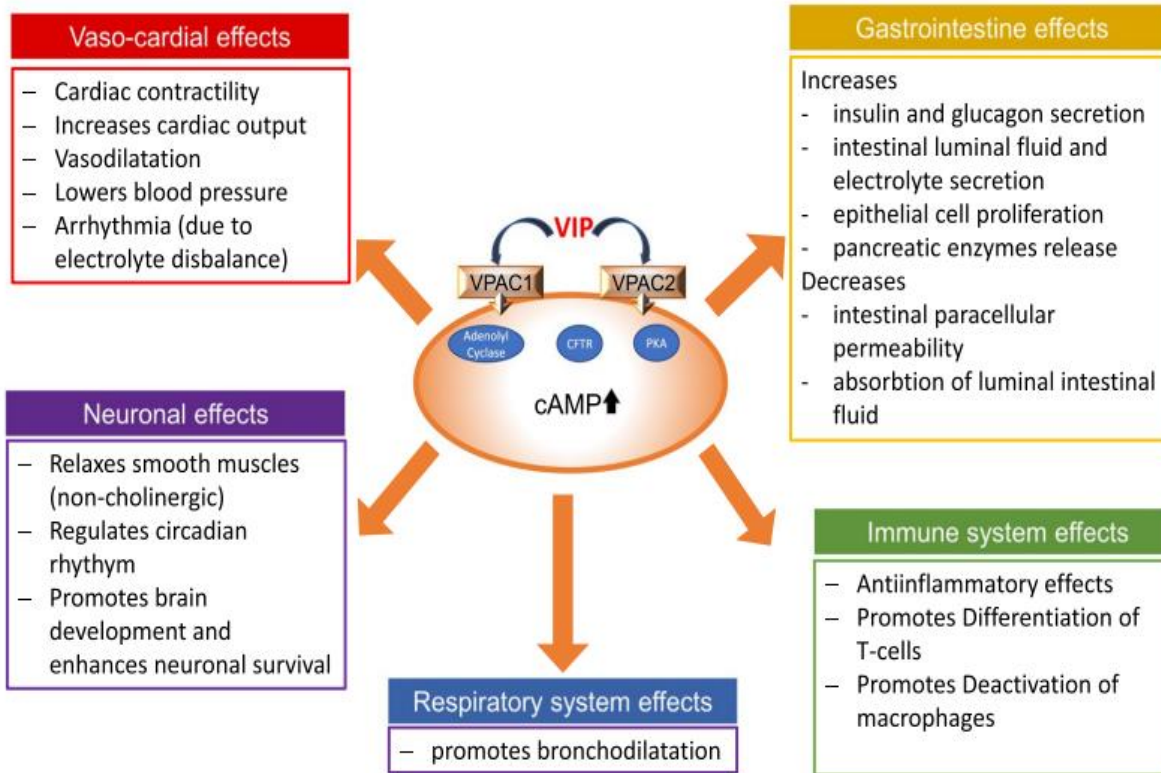 Vaso-cardial effects
– Cardiac contractility
– Increases cardiac output
– Vasodilatation
– Lowers blood pressure
– Arrhythmia (due to
electrolyte disbalance)
Gastrointestine effects
Increases
- insulin and glucagon secretion
- intestinal luminal fluid and
electrolyte secretion
- epithelial cell proliferation
- pancreatic enzymes release
Decreases
- intestinal paracellular
permeability
- absorbtion of luminal intestinal
fluid
VIP
VPAC1
VPAC2
Adenolyl
Cyclase
CFTR
PKA
cAMP
Neuronal effects
– Relaxes smooth muscles
(non-cholinergic)
– Regulates circadian
rhythym
– Promotes brain
development and
enhances neuronal survival
Respiratory system effects
– promotes bronchodilatation
Immune system effects
– Antiinflammatory effects
– Promotes Differentiation of
T-cells
– Promotes Deactivation of
macrophages